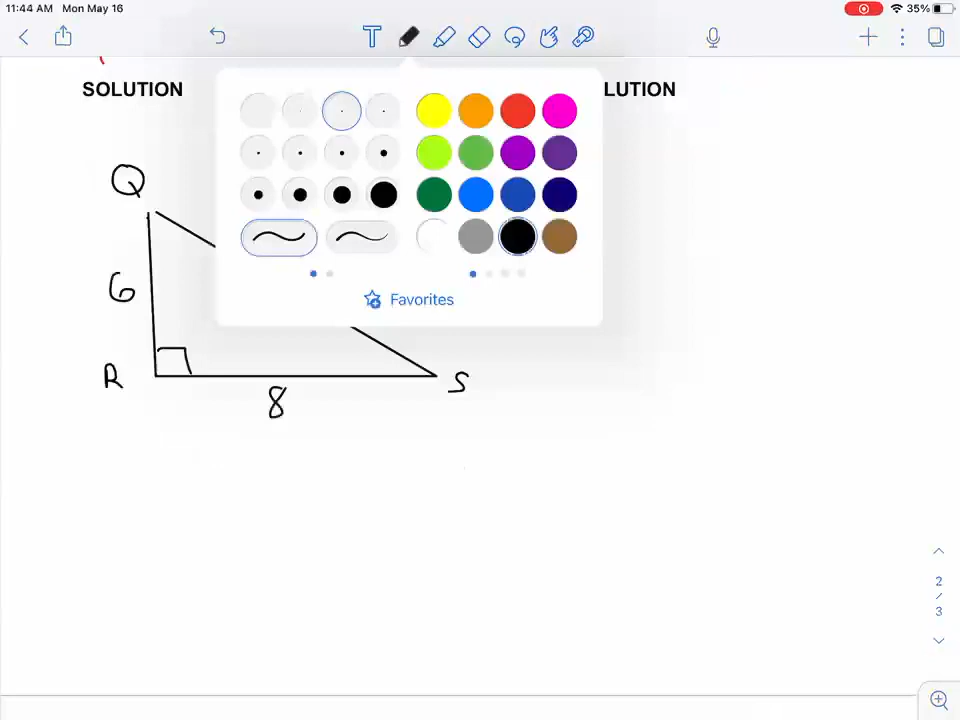 11:44 AM Mon May 16
35%
T
SOLUTION
LUTION
Q
Favorites
6
R
S
8
2
/
3